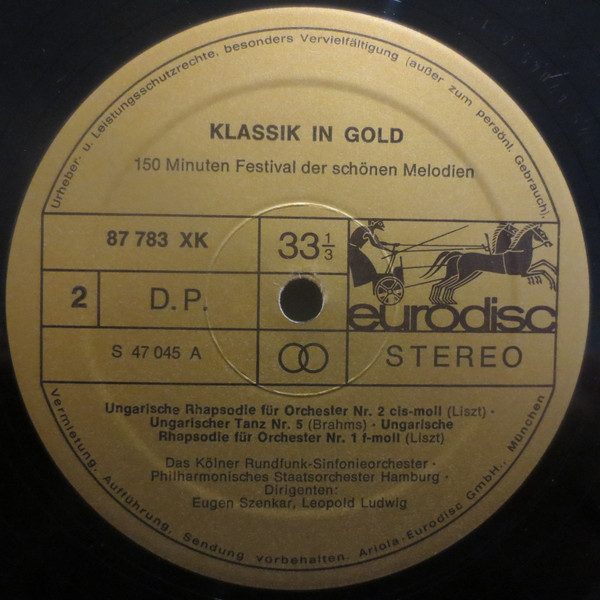 Urheber- u. Leistungsschutzrechte, besonders Vervielfältigung (außer zum persönl. Gebrauch),
KLASSIK IN GOLD
150 Minuten Festival der schönen Melodien
87 783 XK
33 1/3
2
D.P.
eurodisc
S 47 045 A
STEREO
Ungarische Rhapsodie für Orchester Nr. 2 cis-moll (Liszt) ·
Ungarischer Tanz Nr. 5 (Brahms) · Ungarische
Rhapsodie für Orchester Nr. 1 f-moll (Liszt)
Das Kölner Rundfunk-Sinfonieorchester ·
Philharmonisches Staatsorchester Hamburg ·
Dirigenten:
Eugen Szenkar, Leopold Ludwig
Vermietung, Aufführung, Sendung vorbehalten. Ariola-Eurodisc GmbH., München